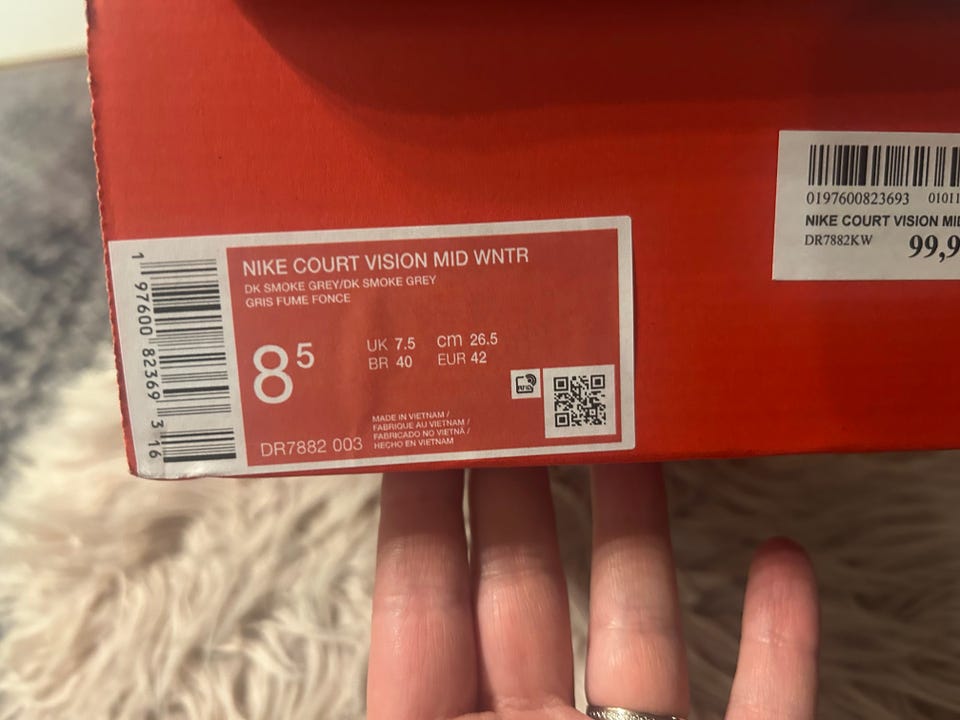 NIKE COURT VISION MID WNTR
DK SMOKE GREY/DK SMOKE GREY
GRIS FUME FONCE
8 5
UK 7.5 cm 26.5
BR 40 EUR 42
MADE IN VIETNAM /
FABRIQUE AU VIETNAM /
FABRICADO NO VIETNÃ /
HECHO EN VIETNAM
DR7882 003
1 97600 82369 3 16
0197600823693 01011
NIKE COURT VISION MID
DR7882KW
99,9